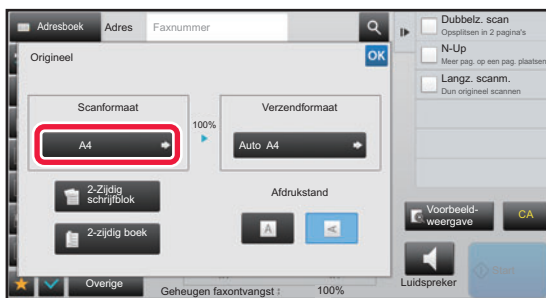 Adresboek
Adres
Faxnummer
Origineel
OK
Scanformaat
100%
Verzendformaat
A4
Auto A4
2-Zijdig
schrijfblok
2-zijdig boek
Afdrukstand
A
A
Dubbelz. scan
Opsplitsen in 2 pagina's
N-Up
Meer pag. op een pag. plaatsen
Langz. scanm.
Dun origineel scannen
Voorbeeld-
weergave
CA
Luidspreker
Start
Overige
Geheugen faxontvangst :
100%